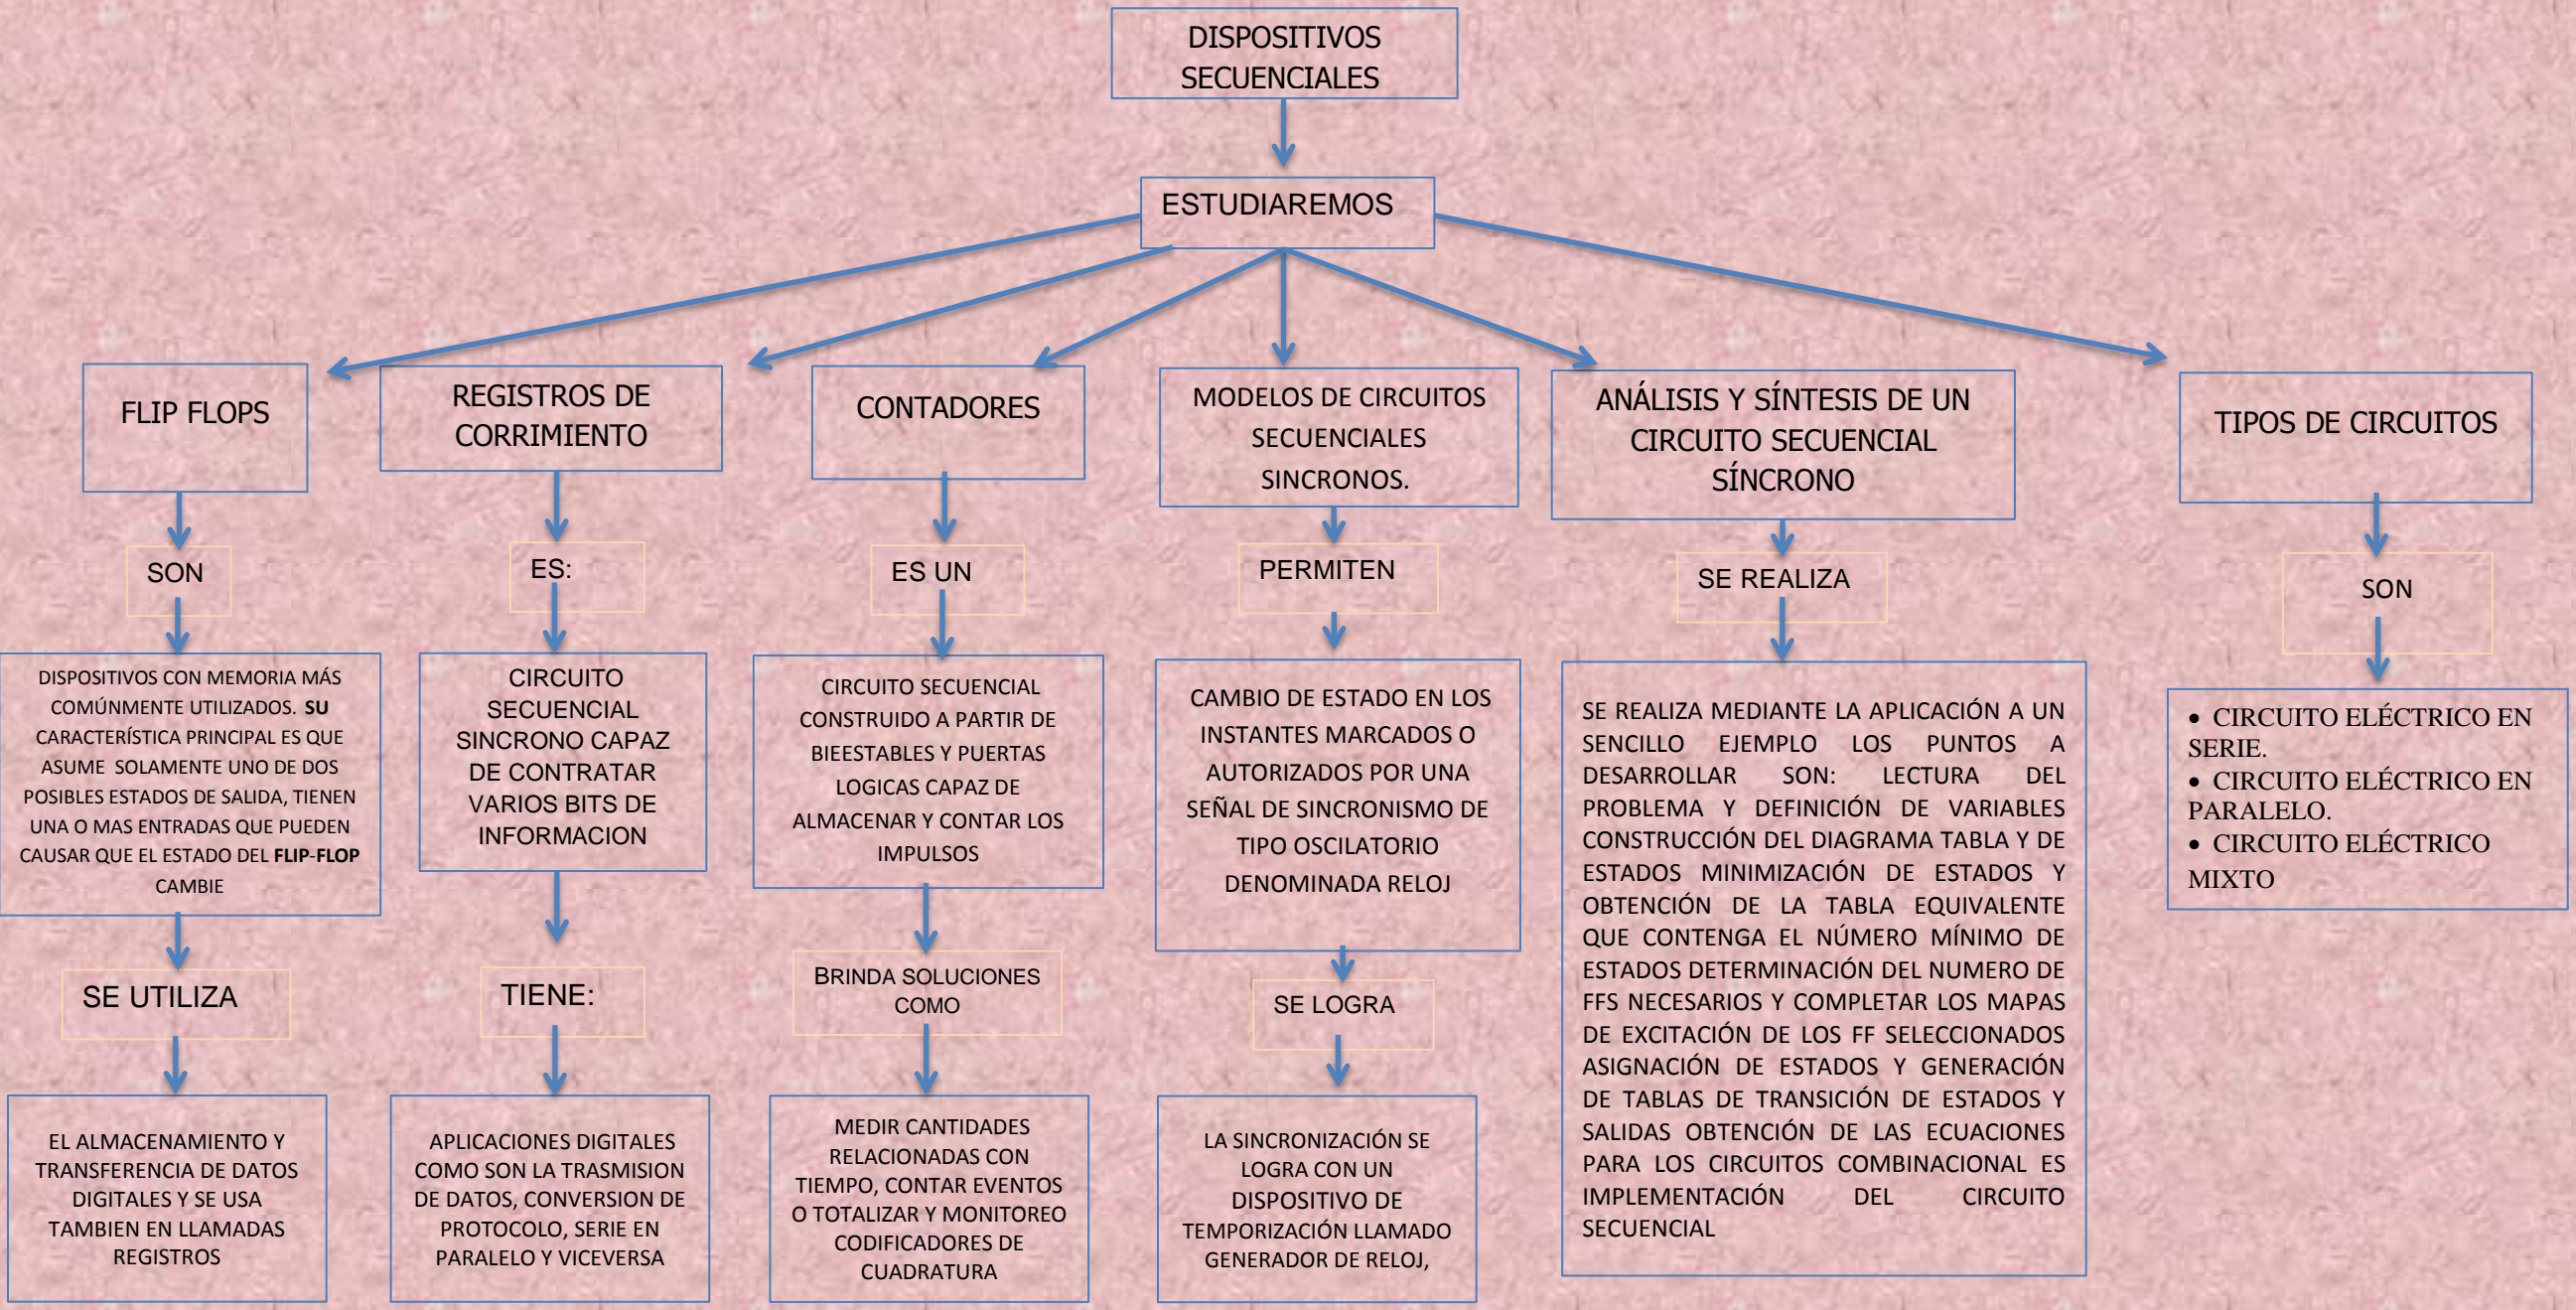 DISPOSITIVOS
SECUENCIALES
ESTUDIAREMOS
FLIP FLOPS
REGISTROS DE
CORRIMIENTO
CONTADORES
MODELOS DE CIRCUITOS
SECUENCIALES
SINCRONOS.
ANÁLISIS Y SÍNTESIS DE UN
CIRCUITO SECUENCIAL
SÍNCRONO
TIPOS DE CIRCUITOS
SON
ES:
ES UN
PERMITEN
SE REALIZA
SON
DISPOSITIVOS CON MEMORIA MÁS
COMÚNMENTE UTILIZADOS. SU
CARACTERÍSTICA PRINCIPAL ES QUE
ASUME SOLAMENTE UNO DE DOS
POSIBLES ESTADOS DE SALIDA, TIENEN
UNA O MAS ENTRADAS QUE PUEDEN
CAUSAR QUE EL ESTADO DEL FLIP-FLOP
CAMBIE
CIRCUITO
SECUENCIAL
SINCRONO CAPAZ
DE CONTRATAR
VARIOS BITS DE
INFORMACION
CIRCUITO SECUENCIAL
CONSTRUIDO A PARTIR DE
BIEESTABLES Y PUERTAS
LOGICAS CAPAZ DE
ALMACENAR Y CONTAR LOS
IMPULSOS
CAMBIO DE ESTADO EN LOS
INSTANTES MARCADOS O
AUTORIZADOS POR UNA
SEÑAL DE SINCRONISMO DE
TIPO OSCILATORIO
DENOMINADA RELOJ
SE REALIZA MEDIANTE LA APLICACIÓN A UN
SENCILLO EJEMPLO LOS PUNTOS A
DESARROLLAR SON: LECTURA DEL
PROBLEMA Y DEFINICIÓN DE VARIABLES
CONSTRUCCIÓN DEL DIAGRAMA TABLA Y DE
ESTADOS MINIMIZACIÓN DE ESTADOS Y
OBTENCIÓN DE LA TABLA EQUIVALENTE
QUE CONTENGA EL NÚMERO MÍNIMO DE
ESTADOS DETERMINACIÓN DEL NUMERO DE
FFS NECESARIOS Y COMPLETAR LOS MAPAS
DE EXCITACIÓN DE LOS FF SELECCIONADOS
ASIGNACIÓN DE ESTADOS Y GENERACIÓN
DE TABLAS DE TRANSICIÓN DE ESTADOS Y
SALIDAS OBTENCIÓN DE LAS ECUACIONES
PARA LOS CIRCUITOS COMBINACIONAL ES
IMPLEMENTACIÓN DEL CIRCUITO
SECUENCIAL
• CIRCUITO ELÉCTRICO EN
SERIE.
• CIRCUITO ELÉCTRICO EN
PARALELO.
• CIRCUITO ELÉCTRICO
MIXTO
SE UTILIZA
TIENE:
BRINDA SOLUCIONES
COMO
SE LOGRA
EL ALMACENAMIENTO Y
TRANSFERENCIA DE DATOS
DIGITALES Y SE USA
TAMBIEN EN LLAMADAS
REGISTROS
APLICACIONES DIGITALES
COMO SON LA TRASMISION
DE DATOS, CONVERSION DE
PROTOCOLO, SERIE EN
PARALELO Y VICEVERSA
MEDIR CANTIDADES
RELACIONADAS CON
TIEMPO, CONTAR EVENTOS
O TOTALIZAR Y MONITOREO
CODIFICADORES DE
CUADRATURA
LA SINCRONIZACIÓN SE
LOGRA CON UN
DISPOSITIVO DE
TEMPORIZACIÓN LLAMADO
GENERADOR DE RELOJ,